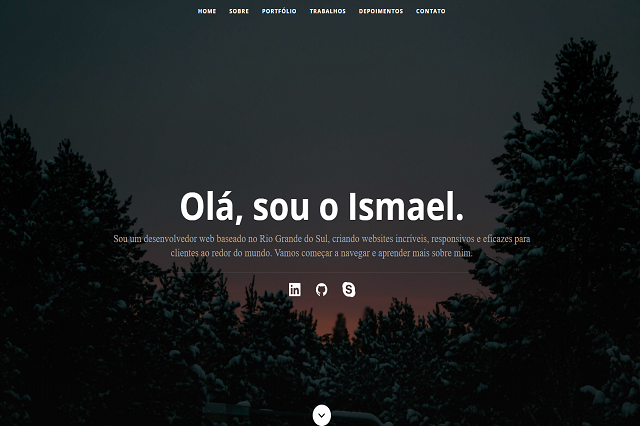 HOME SOBRE PORTFÓLIO TRABALHOS DEPOIMENTOS CONTATO
Olá, sou o Ismael.
Sou um desenvolvedor web baseado no Rio Grande do Sul, criando websites incríveis, responsivos e eficazes para
clientes ao redor do mundo. Vamos começar a navegar e aprender mais sobre mim.